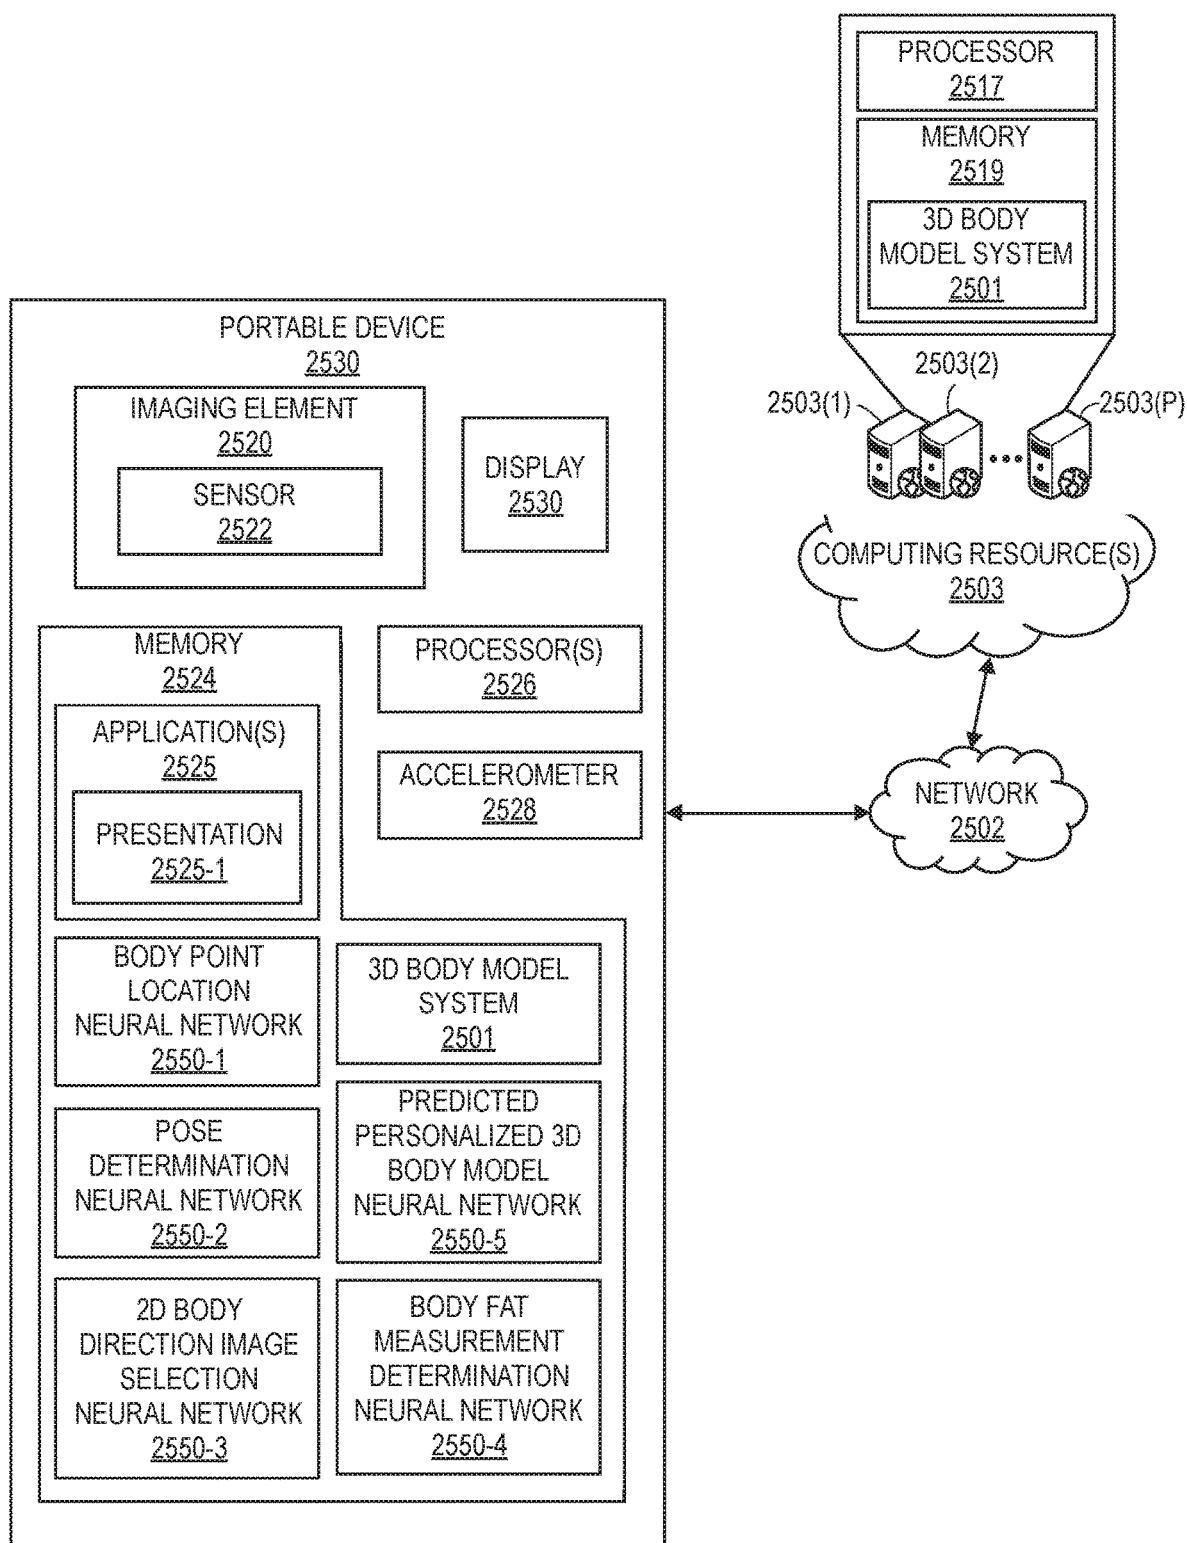 PROCESSOR
2517
MEMORY
2519
3D BODY
MODEL SYSTEM
2501
2503(1)
2503(2)
2503(P)
COMPUTING RESOURCE(S)
2503
NETWORK
2502
PORTABLE DEVICE
2530
IMAGING ELEMENT
2520
SENSOR
2522
DISPLAY
2530
MEMORY
2524
APPLICATION(S)
2525
PRESENTATION
2525-1
PROCESSOR(S)
2526
ACCELEROMETER
2528
BODY POINT
LOCATION
NEURAL NETWORK
2550-1
3D BODY MODEL
SYSTEM
2501
POSE
DETERMINATION
NEURAL NETWORK
2550-2
PREDICTED
PERSONALIZED 3D
BODY MODEL
NEURAL NETWORK
2550-5
2D BODY
DIRECTION IMAGE
SELECTION
NEURAL NETWORK
2550-3
BODY FAT
MEASUREMENT
DETERMINATION
NEURAL NETWORK
2550-4